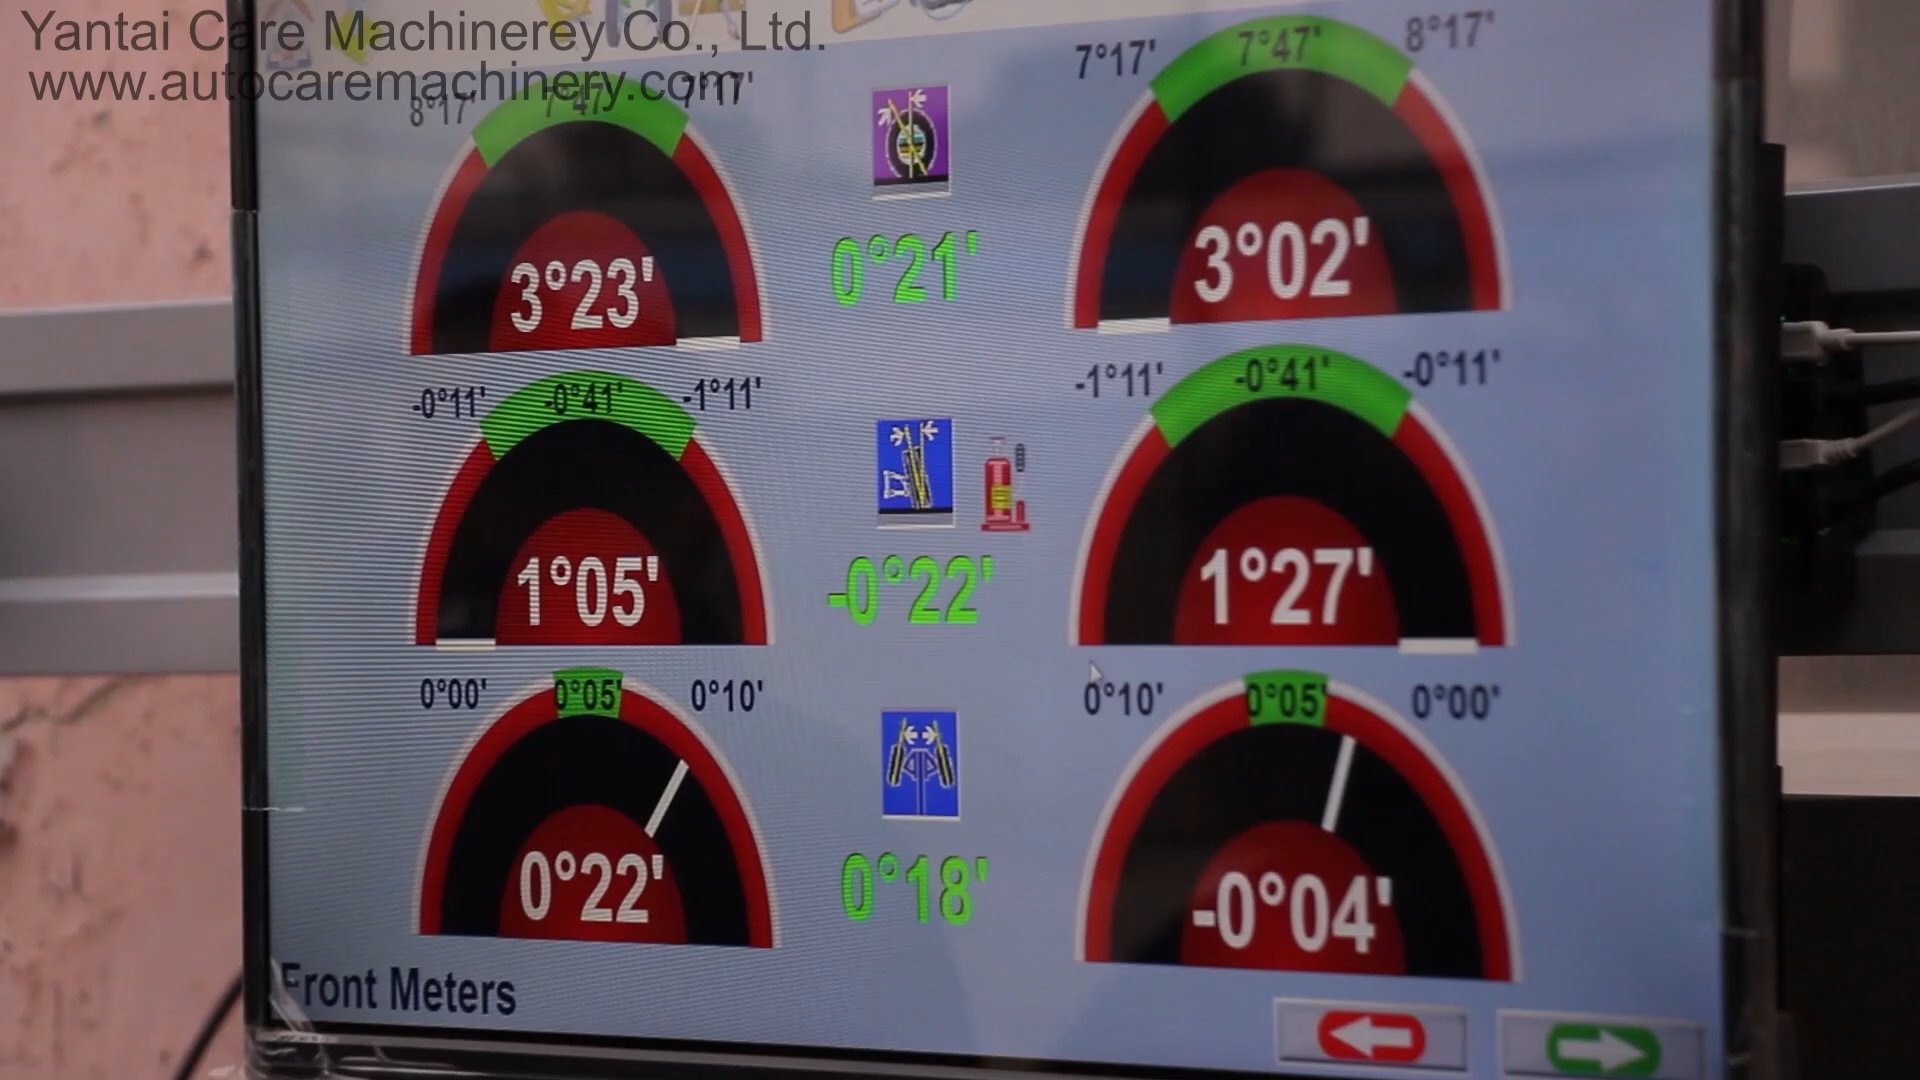 Yantai Care Machinerey Co., Ltd.
www.autocaremachinery.com
8°17' 7°47' 7°17'
7°17' 7°47' 8°17'
3°23' 0°21' 3°02'
-0°11' -0°41' -1°11'
-1°11' -0°41' -0°11'
1°05' -0°22' 1°27'
0°00' 0°05' 0°10'
0°10' 0°05' 0°00'
0°22' 0°18' -0°04'
Front Meters